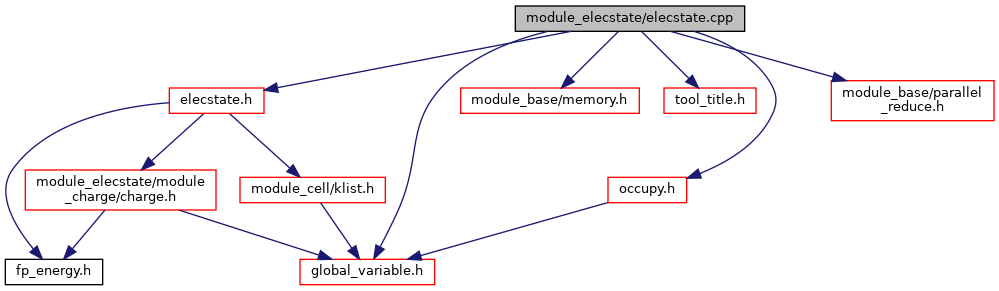 module_elecstate/elecstate.cpp
elecstate.h
module_base/memory.h
tool_title.h
module_base/parallel
_reduce.h
module_elecstate/module
_charge/charge.h
module_cell/klist.h
occupy.h
fp_energy.h
global_variable.h